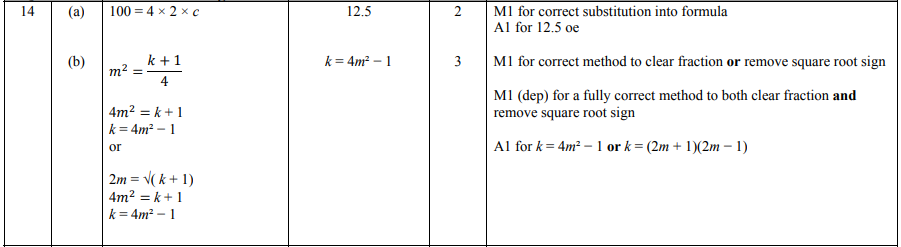 14 (a) 100 = 4 × 2 × c 12.5 2 M1 for correct substitution into formula
A1 for 12.5 oe
(b) m² = (k + 1)/4 k = 4m² – 1 3 M1 for correct method to clear fraction or remove square root sign
4m² = k + 1 M1 (dep) for a fully correct method to both clear fraction and
k = 4m² – 1 remove square root sign
or A1 for k = 4m² – 1 or k = (2m + 1)(2m – 1)
2m = √( k + 1)
4m² = k + 1
k = 4m² – 1